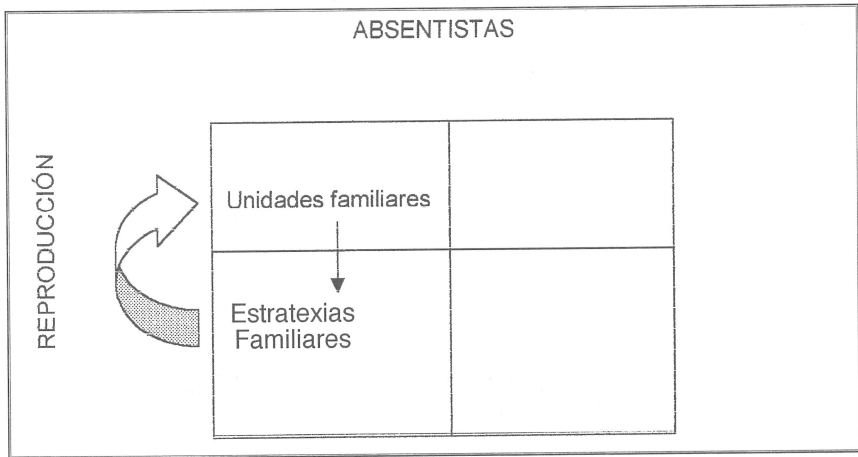 ABSENTISTAS
REPRODUCCIÓN
Unidades familiares
Estratexias
Familiares